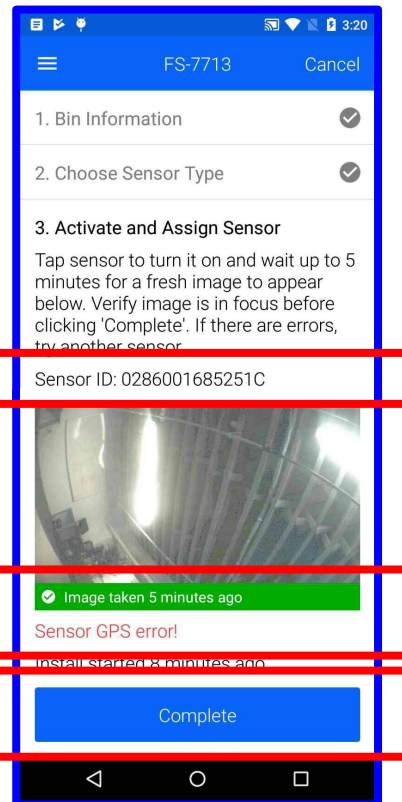 3:20
FS-7713
Cancel
1. Bin Information
2. Choose Sensor Type
3. Activate and Assign Sensor
Tap sensor to turn it on and wait up to 5
minutes for a fresh image to appear
below. Verify image is in focus before
clicking 'Complete'. If there are errors,
try another sensor
Sensor ID: 0286001685251C
Image taken 5 minutes ago
Sensor GPS error!
Install started 8 minutes ago
Complete